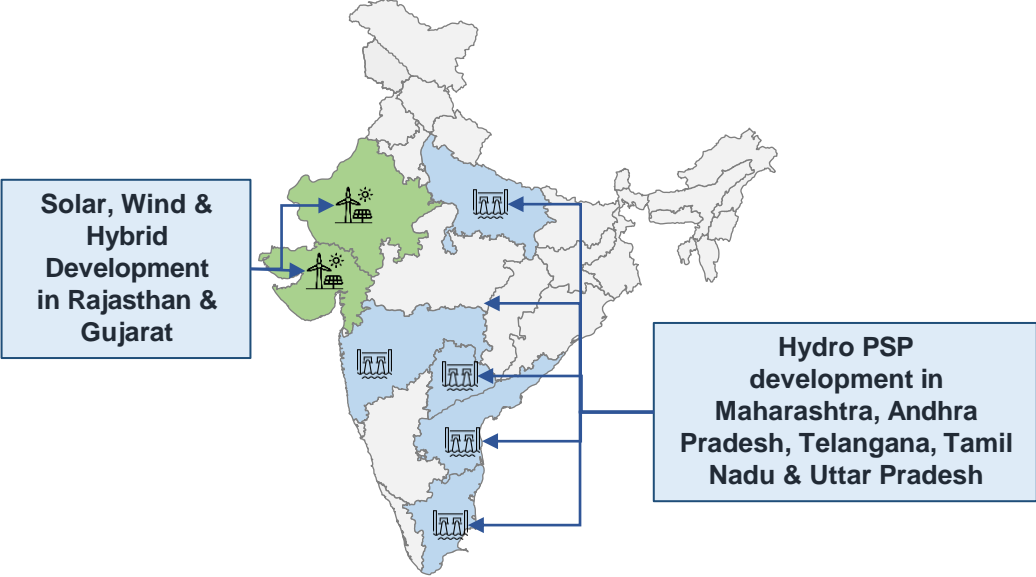 Solar, Wind &
Hybrid
Development
in Rajasthan &
Gujarat
Hydro PSP
development in
Maharashtra, Andhra
Pradesh, Telangana, Tamil
Nadu & Uttar Pradesh